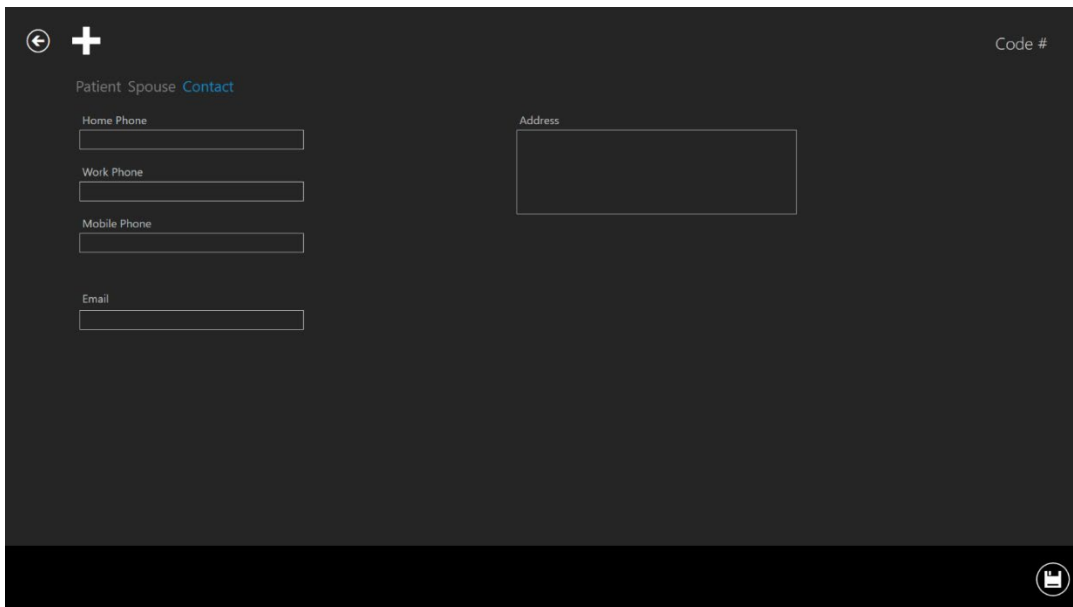 Code #
Patient Spouse Contact
Home Phone
Address
Work Phone
Mobile Phone
Email